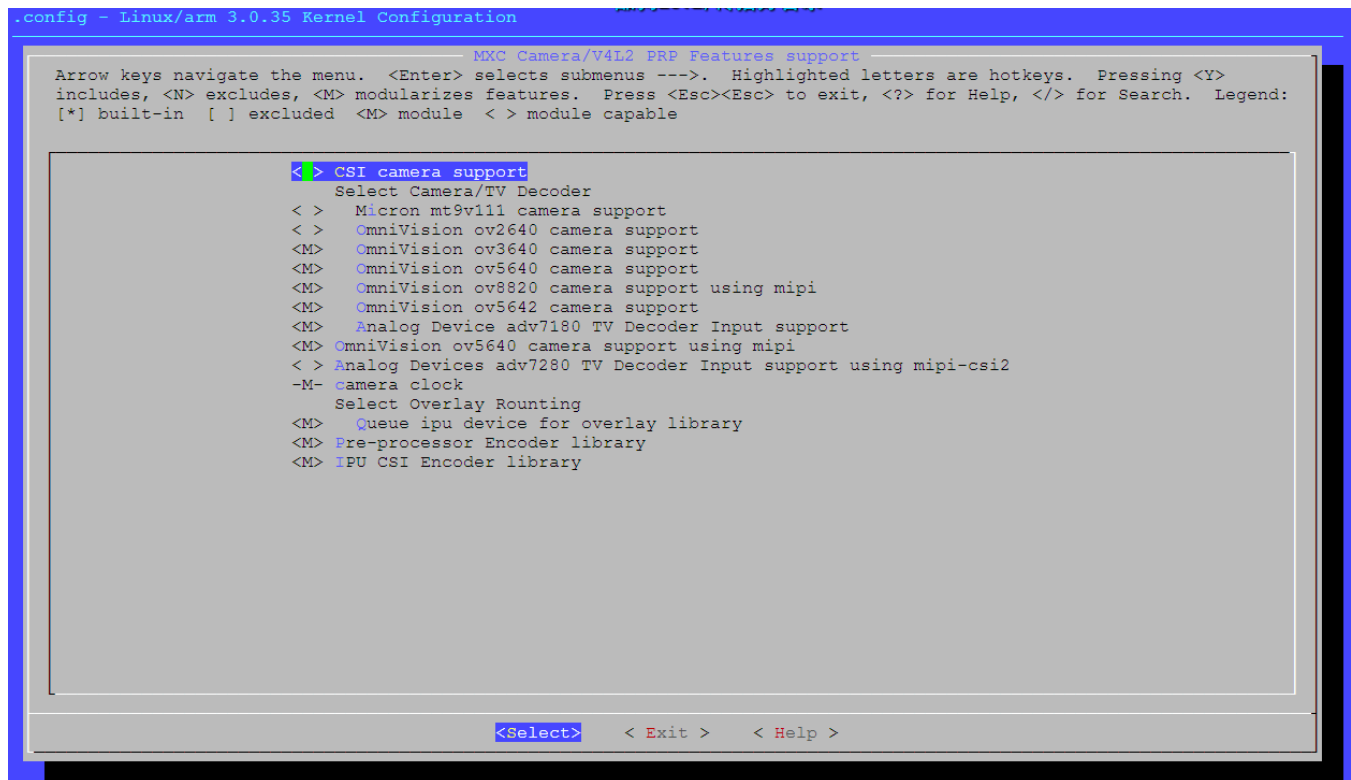 .config - Linux/arm 3.0.35 Kernel Configuration
MXC Camera/V4L2 PRP Features support
Arrow keys navigate the menu.  <Enter> selects submenus --->.  Highlighted letters are hotkeys.  Pressing <Y>
includes, <N> excludes, <M> modularizes features.  Press <Esc><Esc> to exit, <?> for Help, </> for Search.  Legend:
[*] built-in  [ ] excluded  <M> module  < > module capable
< > CSI camera support
Select Camera/TV Decoder
< >   Micron mt9v111 camera support
< >   OmniVision ov2640 camera support
<M>   OmniVision ov3640 camera support
<M>   OmniVision ov5640 camera support
<M>   OmniVision ov8820 camera support using mipi
<M>   OmniVision ov5642 camera support
<M>   Analog Device adv7180 TV Decoder Input support
<M> OmniVision ov5640 camera support using mipi
< > Analog Devices adv7280 TV Decoder Input support using mipi-csi2
-M- camera clock
Select Overlay Rounting
<M>   Queue ipu device for overlay library
<M> Pre-processor Encoder library
<M> IPU CSI Encoder library
<Select>    < Exit >    < Help >